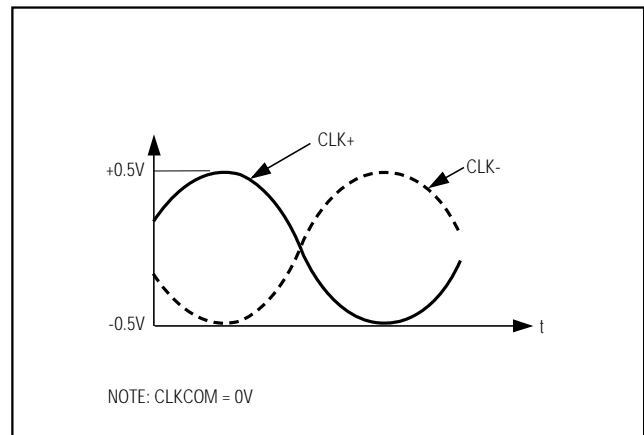 CLK+
+0.5V
CLK-
-0.5V
t
NOTE: CLKCOM = 0V